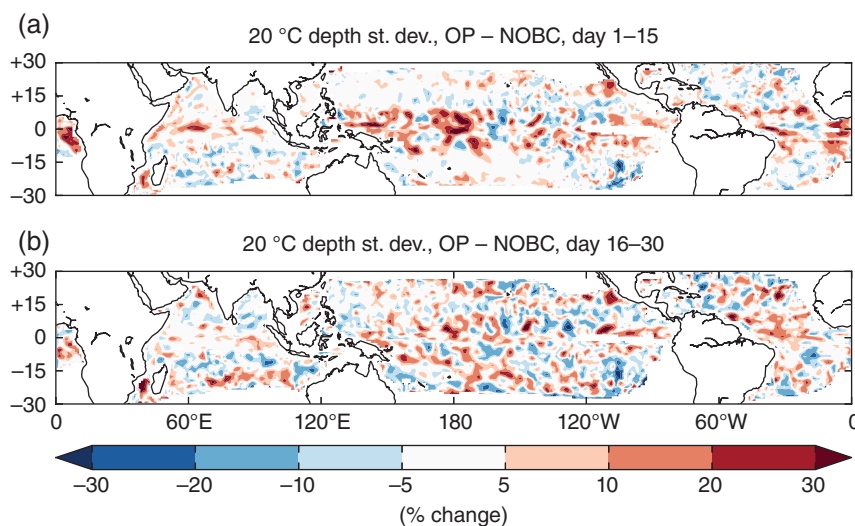 (a)
20 °C depth st. dev., OP – NOBC, day 1–15
+30
+15
0
−15
−30
(b)
20 °C depth st. dev., OP – NOBC, day 16–30
+30
+15
0
−15
−30
0 60°E 120°E 180 120°W 60°W 0
−30 −20 −10 −5 5 10 20 30
(% change)